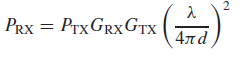 P_RX = P_TX G_RX G_TX (λ / 4πd)^2